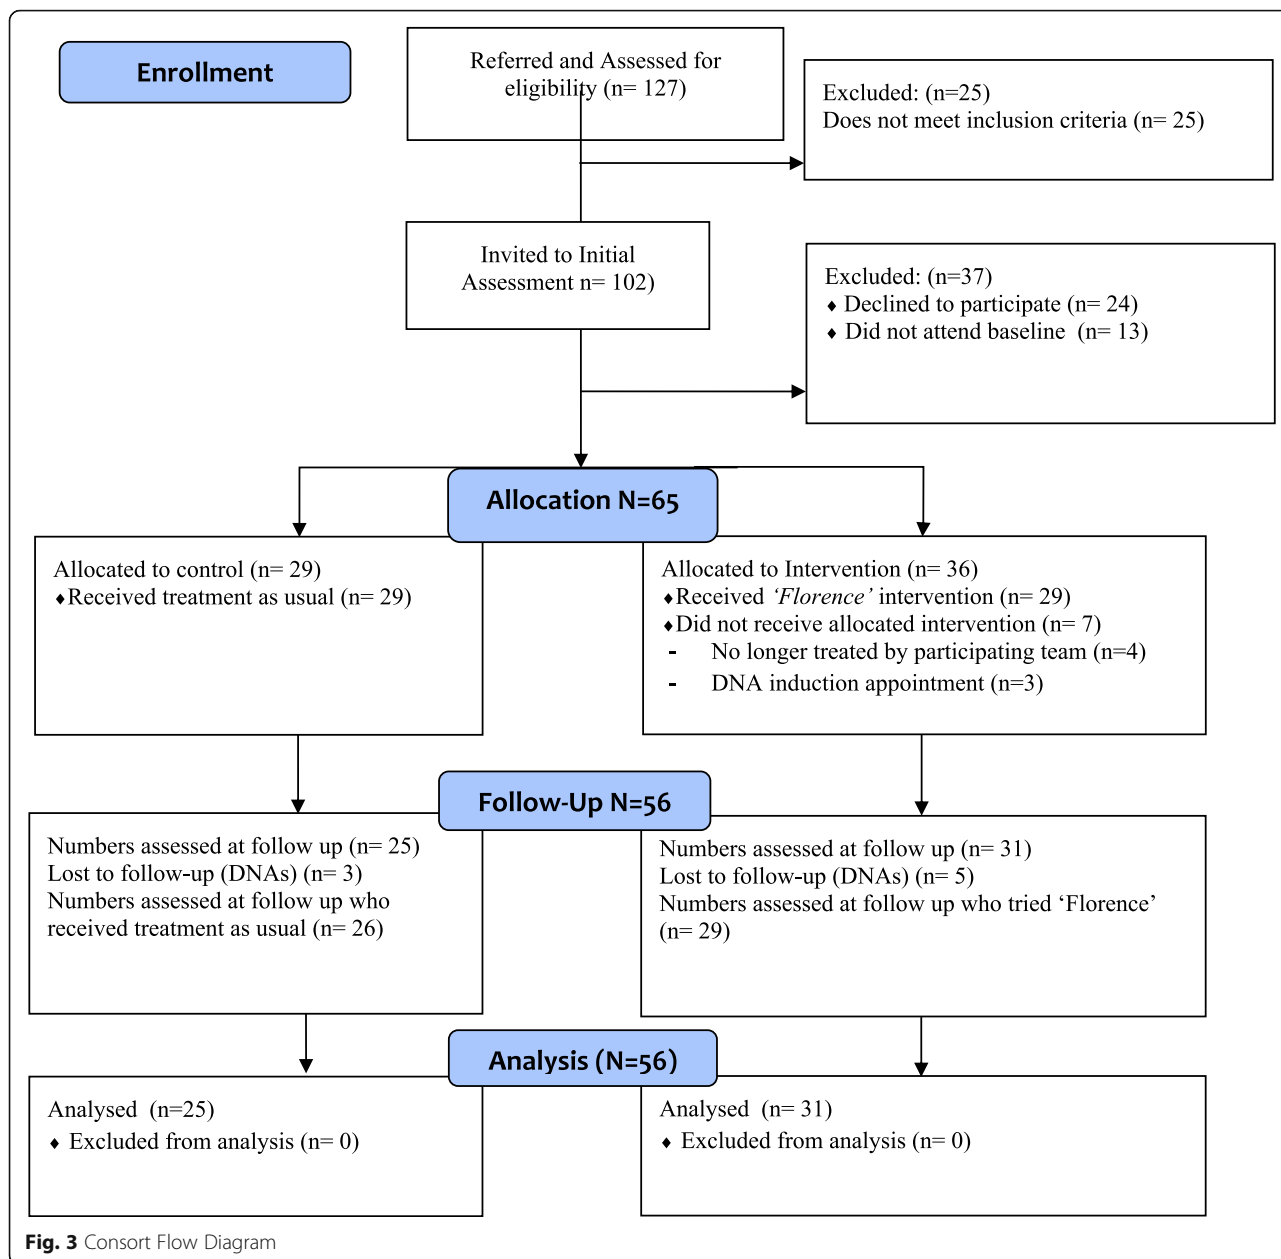 Enrollment
Referred and Assessed for
eligibility (n= 127)
Excluded: (n=25)
Does not meet inclusion criteria (n= 25)
Invited to Initial
Assessment n= 102)
Excluded: (n=37)
♦ Declined to participate (n= 24)
♦ Did not attend baseline (n= 13)
Allocation N=65
Allocated to control (n= 29)
♦Received treatment as usual (n= 29)
Allocated to Intervention (n= 36)
♦Received ‘Florence’ intervention (n= 29)
♦Did not receive allocated intervention (n= 7)
- No longer treated by participating team (n=4)
- DNA induction appointment (n=3)
Follow-Up N=56
Numbers assessed at follow up (n= 25)
Lost to follow-up (DNAs) (n= 3)
Numbers assessed at follow up who
received treatment as usual (n= 26)
Numbers assessed at follow up (n= 31)
Lost to follow-up (DNAs) (n= 5)
Numbers assessed at follow up who tried ‘Florence’
(n= 29)
Analysis (N=56)
Analysed (n=25)
♦ Excluded from analysis (n= 0)
Analysed (n= 31)
♦ Excluded from analysis (n= 0)
Fig. 3 Consort Flow Diagram